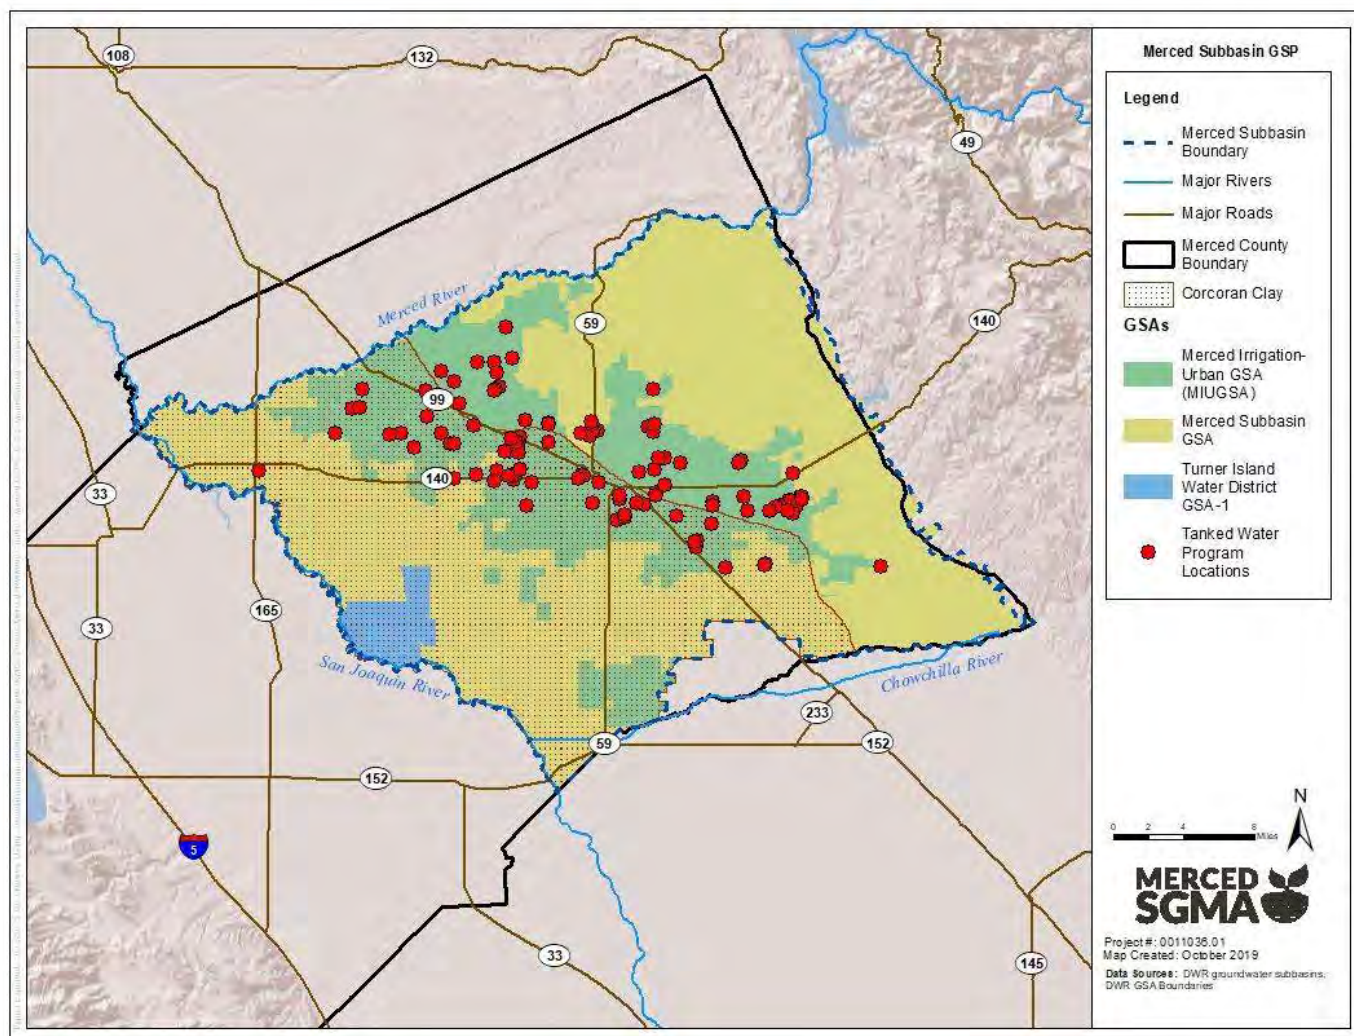 Merced Subbasin GSP
Legend
Merced Subbasin
Boundary
Major Rivers
Major Roads
Merced County
Boundary
Corcoran Clay
GSAs
Merced Irrigation-
Urban GSA
(MIUGSA)
Merced Subbasin
GSA
Turner Island
Water District
GSA-1
Tanked Water
Program
Locations
108
132
49
Merced River
59
140
99
33
140
165
33
San Joaquin River
Chowchilla River
233
59
152
152
5
33
145
N
0 2 4 8
Miles
MERCED
SGMA
Project #: 0011036.01
Map Created: October 2019
Data Sources: DWR groundwater subbasins,
DWR GSA Boundaries